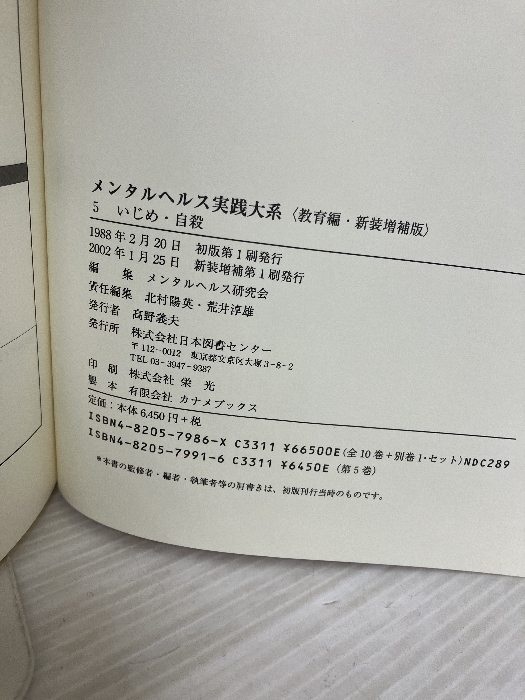 メンタルヘルス実践大系〈教育編・新装増補版〉
5 いじめ・自殺
1988年2月20日 初版第1刷発行
2002年1月25日 新装増補第1刷発行
編 集 メンタルヘルス研究会
責任編集 北村陽英・荒井淳雄
発行者 高野義夫
発行所 株式会社日本図書センター
〒112-0012 東京都文京区大塚3-8-2
TEL 03-3947-9387
印 刷 株式会社 栄 光
製 本 有限会社 カナメブックス
定価：本体6,450円＋税
ISBN4-8205-7986-X C3311 ¥66500E(全10巻＋別巻1・セット)NDC289
ISBN4-8205-7991-6 C3311 ¥6450E (第5巻)
＊本書の監修者・編者・執筆者等の肩書きは、初版刊行当時のものです。